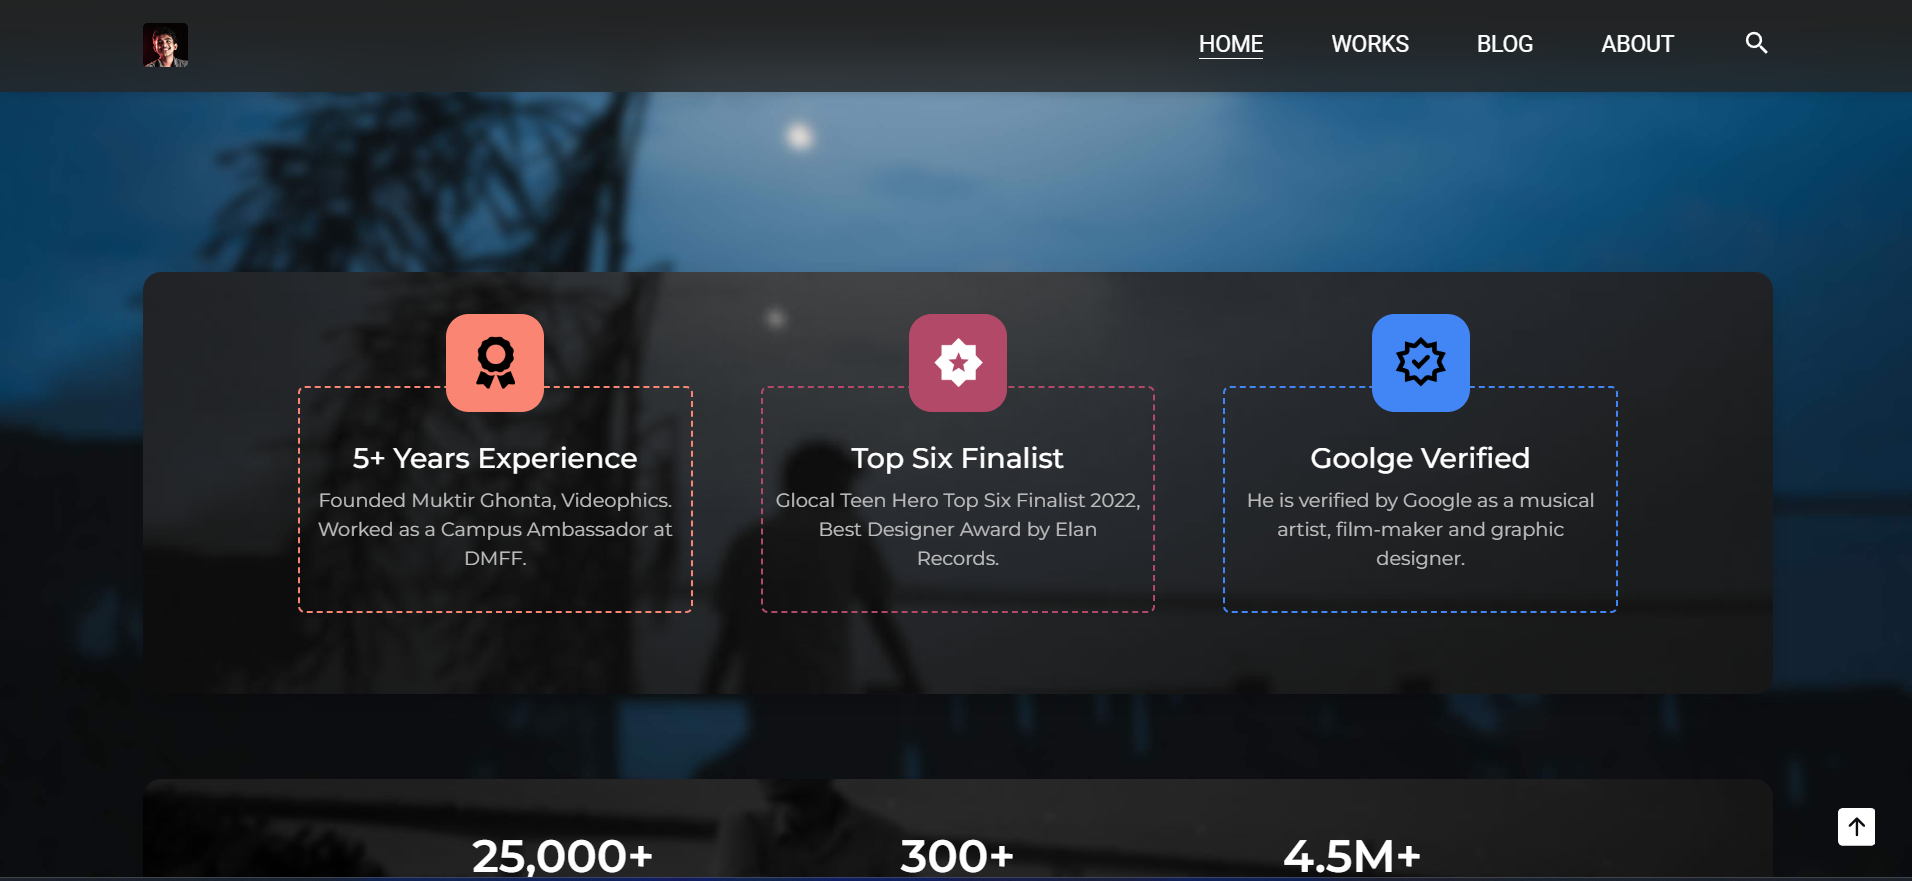 HOME WORKS BLOG ABOUT
5+ Years Experience
Founded Muktir Ghonta, Videophics.
Worked as a Campus Ambassador at
DMFF.
Top Six Finalist
Glocal Teen Hero Top Six Finalist 2022,
Best Designer Award by Elan
Records.
Goolge Verified
He is verified by Google as a musical
artist, film-maker and graphic
designer.
25,000+ 300+ 4.5M+